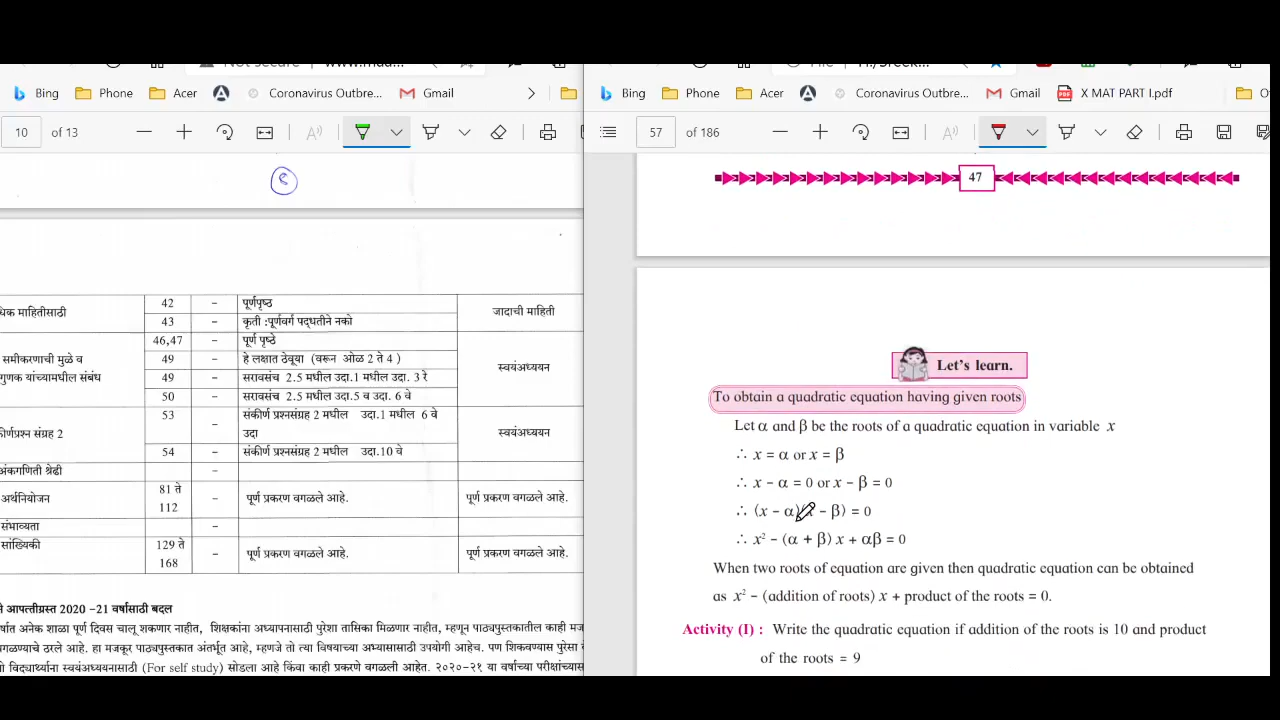 Not secure
Bing Phone Acer Coronavirus Outbre... Gmail
10 of 13
८
42 - पूर्णपृष्ठ
धिक माहितीसाठी जादाची माहिती
43 - कृती :पूर्णवर्ग पद्धतीने नको
46,47 - पूर्ण पृष्ठे
समीकरणाची मुळे व 49 - हे लक्षात ठेवूया (वरून ओळ 2 ते 4 )
स्वयंअध्ययन
गुणक यांच्यामधील संबंध 49 - सरावसंच 2.5 मधील उदा.1 मधील उदा. 3 रे
50 - सरावसंच 2.5 मधील उदा.5 व उदा. 6 वे
53 - संकीर्ण प्रश्नसंग्रह 2 मधील उदा.1 मधील 6 वे
र्णप्रश्न संग्रह 2 उदा स्वयंअध्ययन
54 - संकीर्ण प्रश्नसंग्रह 2 मधील उदा.10 वे
अंकगणिती श्रेढी -
अर्थनियोजन 81 ते 112 - पूर्ण प्रकरण वगळले आहे. पूर्ण प्रकरण वगळले आहे.
संभाव्यता -
सांख्यिकी 129 ते 168 - पूर्ण प्रकरण वगळले आहे. पूर्ण प्रकरण वगळले आहे.
आपत्तीग्रस्त 2020 -21 वर्षासाठी बदल
र्षात अनेक शाळा पूर्ण दिवस चालू शकणार नाहीत, शिक्षकांना अध्यापनासाठी पुरेशा तासिका मिळणार नाहीत, म्हणून पाठ्यपुस्तकातील काही मज
गळण्याचे ठरले आहे. हा मजकूर पाठ्यपुस्तकात अंतर्भूत आहे, म्हणजे तो त्या विषयाच्या अभ्यासासाठी उपयोगी आहेच. पण शिकवण्यास पुरेसा वे
विद्यार्थ्याना स्वयंअध्ययनासाठी (For self study) सोडला आहे किंवा काही प्रकरणे वगळली आहेत. २०२०-२१ या वर्षाच्या परीक्षांच्यास
File
Bing Phone Acer Coronavirus Outbre... Gmail X MAT PART I.pdf
57 of 186
47
Let's learn.
To obtain a quadratic equation having given roots
Let α and β be the roots of a quadratic equation in variable x
∴ x = α or x = β
∴ x - α = 0 or x - β = 0
∴ (x - α)(x - β) = 0
∴ x² - (α + β) x + αβ = 0
When two roots of equation are given then quadratic equation can be obtained
as x² - (addition of roots) x + product of the roots = 0.
Activity (I) : Write the quadratic equation if addition of the roots is 10 and product
of the roots = 9